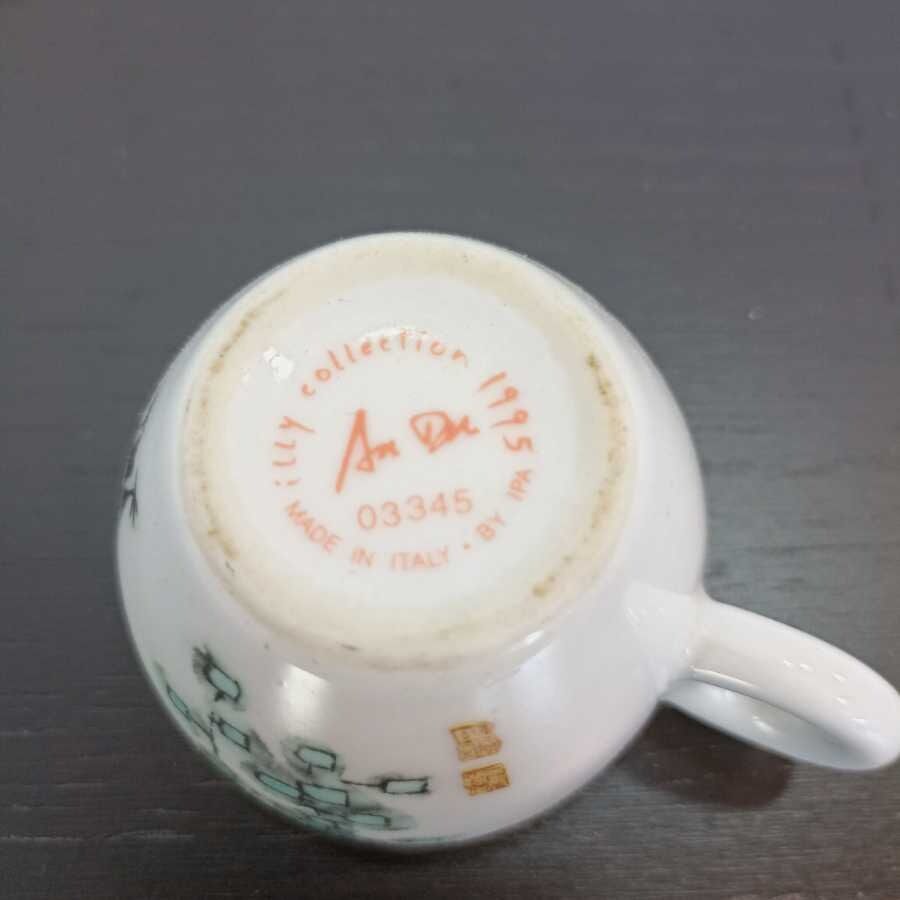 illy collection 1995
03345
MADE IN ITALY • BY IPA